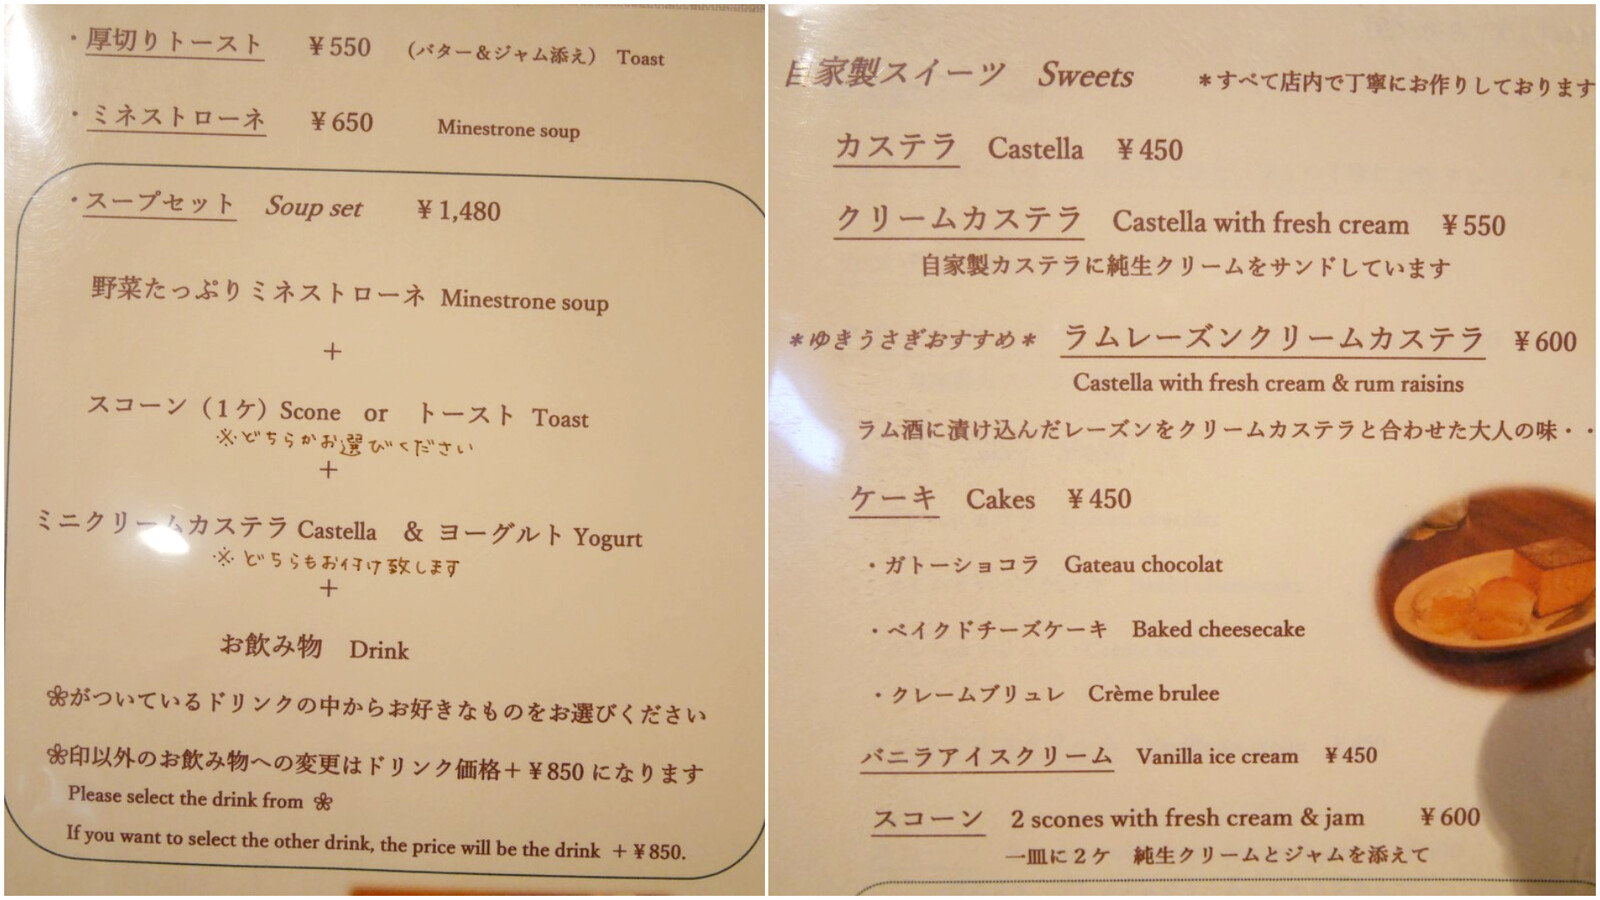 ・厚切りトースト ￥550 （バター＆ジャム添え） Toast
・ミネストローネ ￥650 Minestrone soup
・スープセット Soup set ￥1,480
野菜たっぷりミネストローネ Minestrone soup
＋
スコーン（１ケ）Scone or トースト Toast
※どちらかお選びください
＋
ミニクリームカステラ Castella & ヨーグルト Yogurt
※どちらもお付け致します
＋
お飲み物 Drink
❀がついているドリンクの中からお好きなものをお選びください
❀印以外のお飲み物への変更はドリンク価格＋￥850 になります
Please select the drink from ❀
If you want to select the other drink, the price will be the drink ＋￥850.
自家製スイーツ Sweets ＊すべて店内で丁寧にお作りしております
カステラ Castella ￥450
クリームカステラ Castella with fresh cream ￥550
自家製カステラに純生クリームをサンドしています
＊ゆきうさぎおすすめ＊ ラムレーズンクリームカステラ ￥600
Castella with fresh cream & rum raisins
ラム酒に漬け込んだレーズンをクリームカステラと合わせた大人の味・・
ケーキ Cakes ￥450
・ガトーショコラ Gateau chocolat
・ベイクドチーズケーキ Baked cheesecake
・クレームブリュレ Crème brulee
バニラアイスクリーム Vanilla ice cream ￥450
スコーン 2 scones with fresh cream & jam ￥600
一皿に２ケ 純生クリームとジャムを添えて